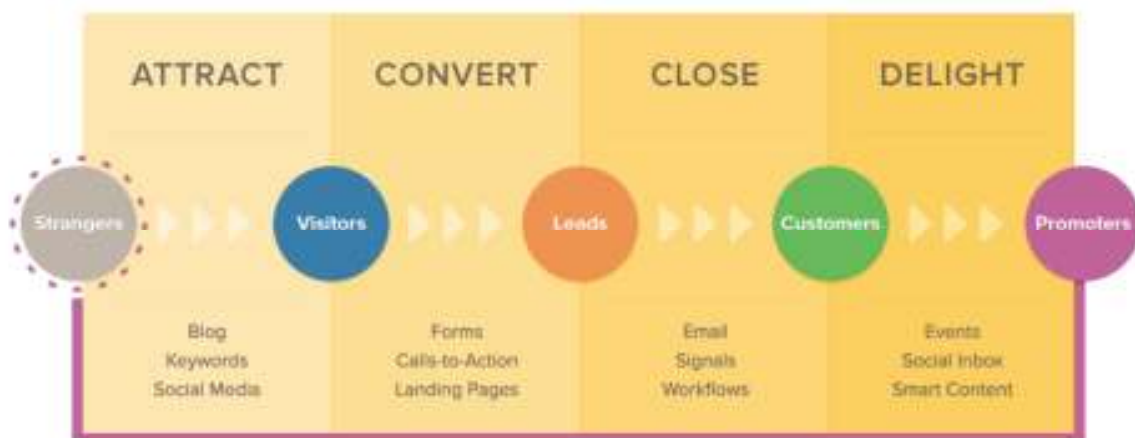 ATTRACT
CONVERT
CLOSE
DELIGHT
Strangers
Visitors
Leads
Customers
Promoters
Blog
Keywords
Social Media
Forms
Calls-to-Action
Landing Pages
Email
Signals
Workflows
Events
Social Inbox
Smart Content